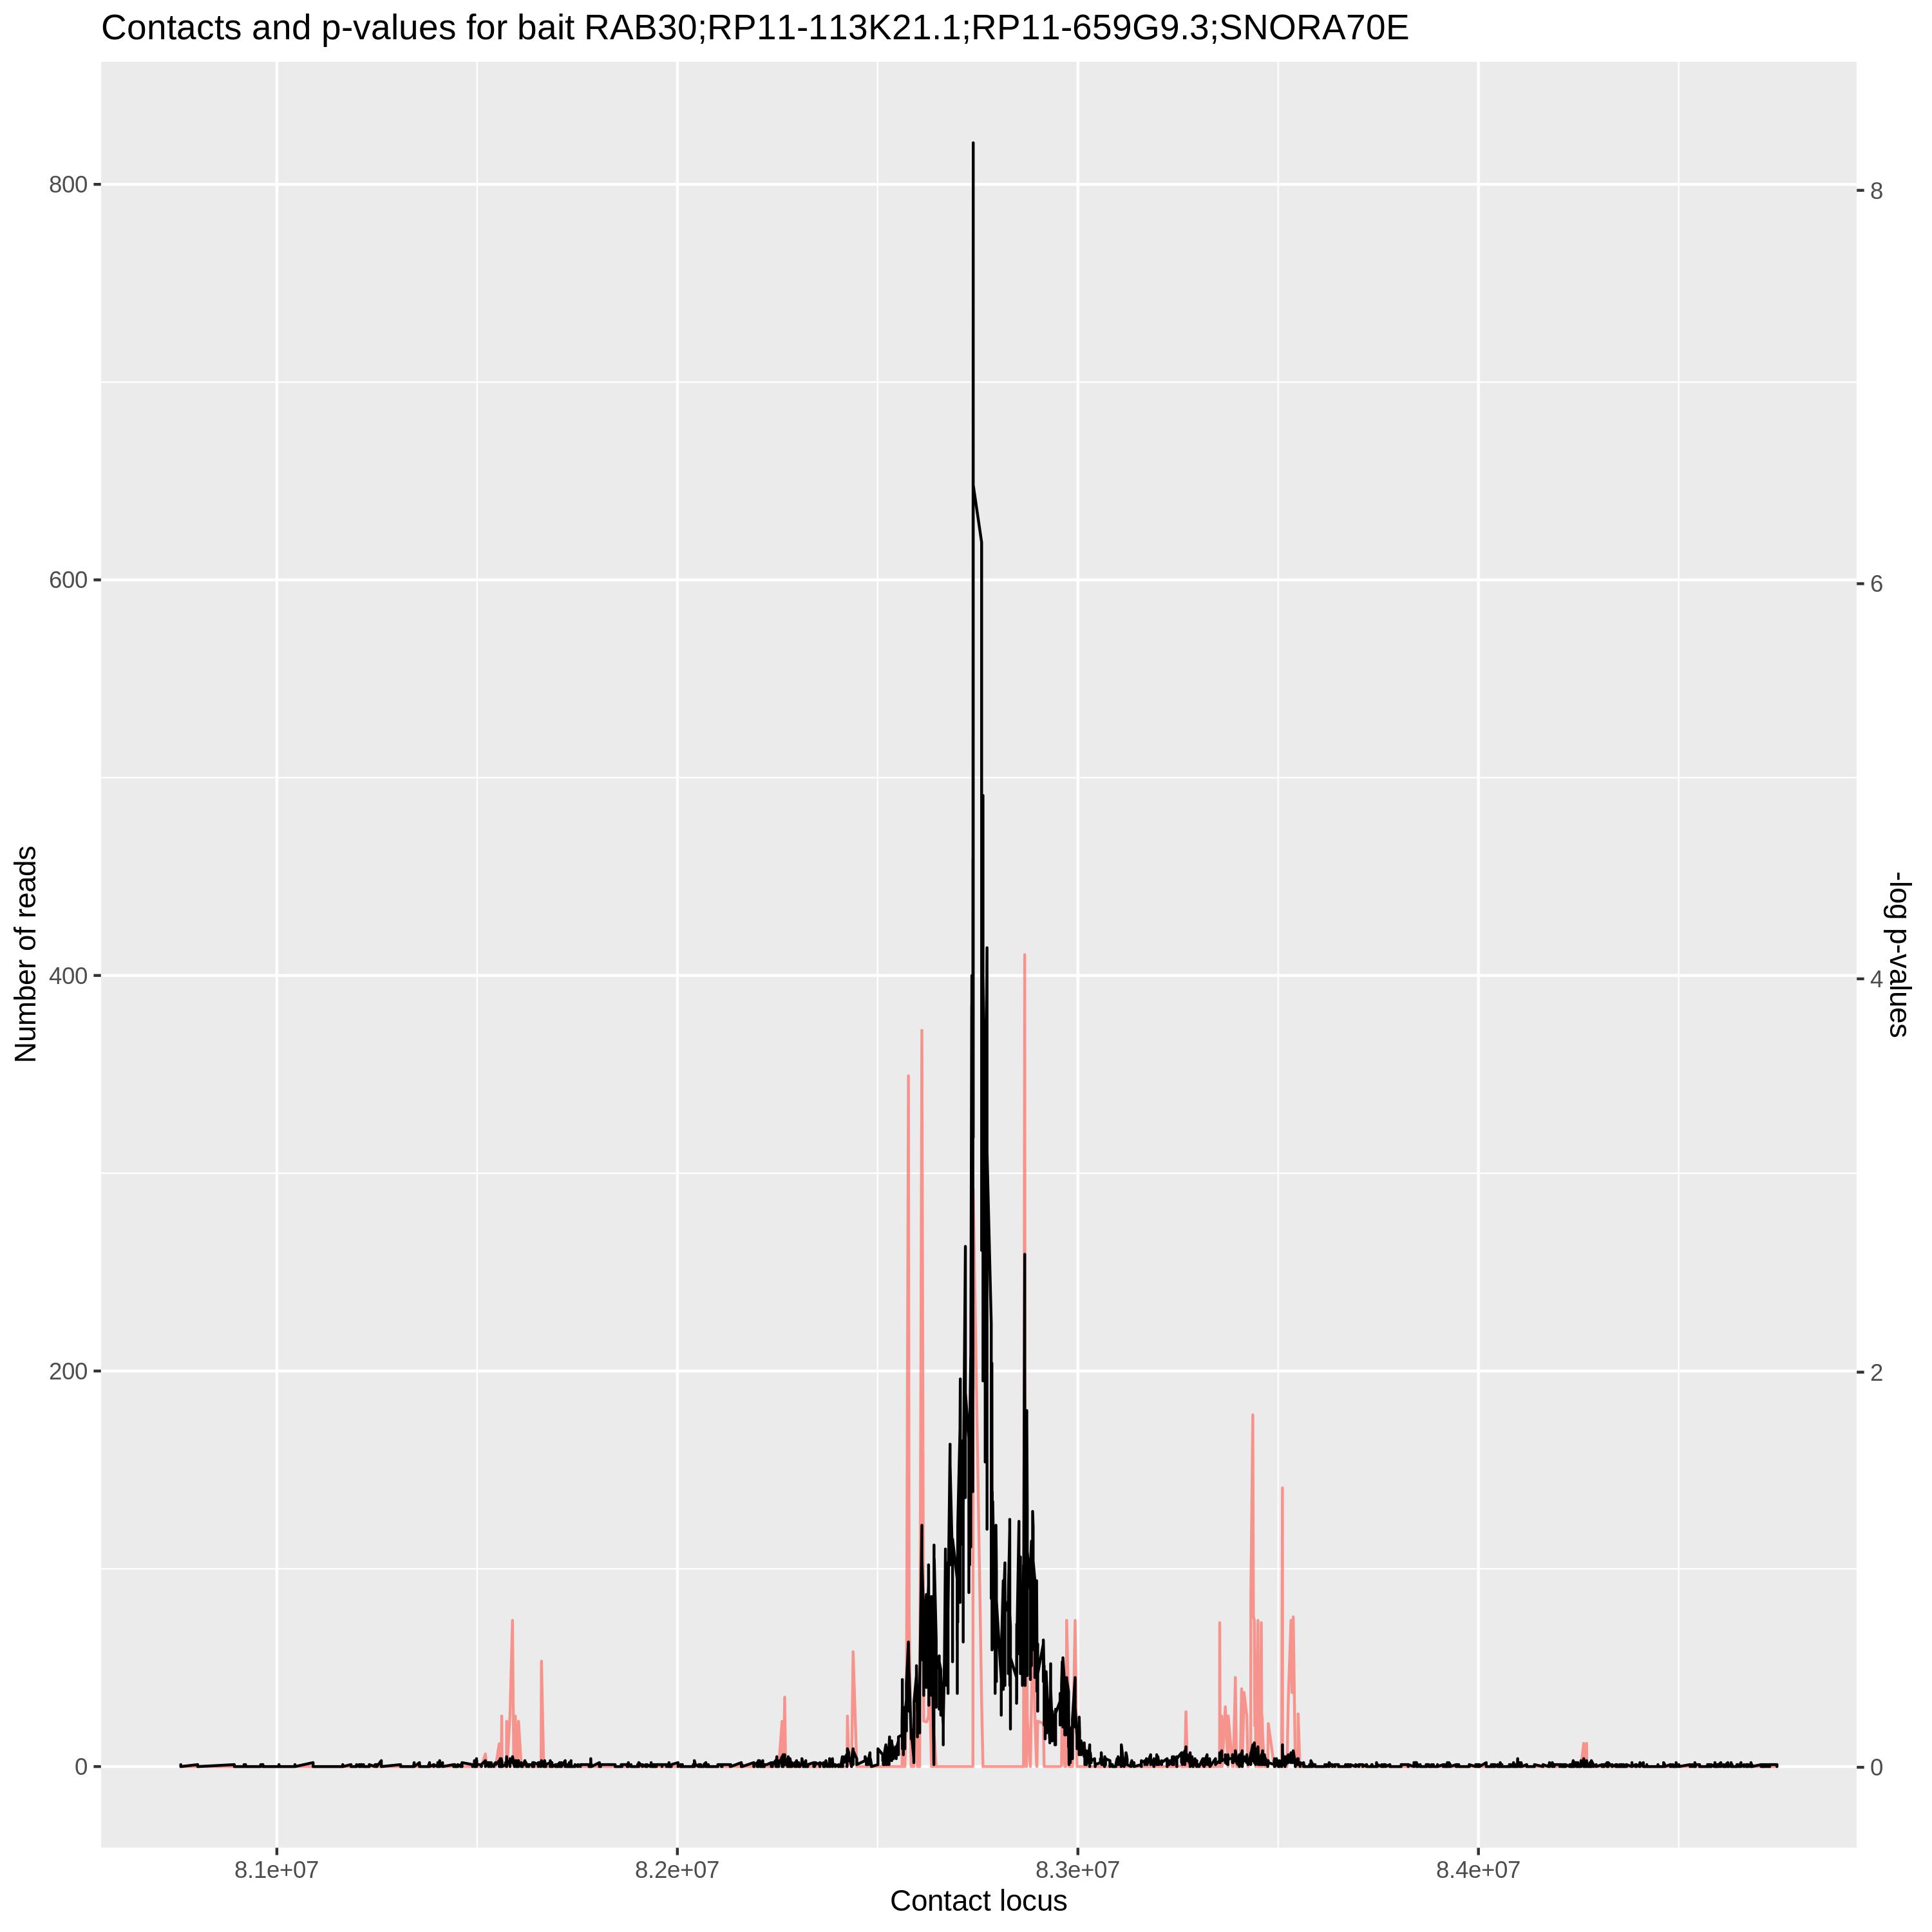 Contacts and p-values for bait RAB30;RP11-113K21.1;RP11-659G9.3;SNORA70E
800
600
400
200
0
Number of reads
8
6
4
2
0
-log p-values
8.1e+07 8.2e+07 8.3e+07 8.4e+07
Contact locus